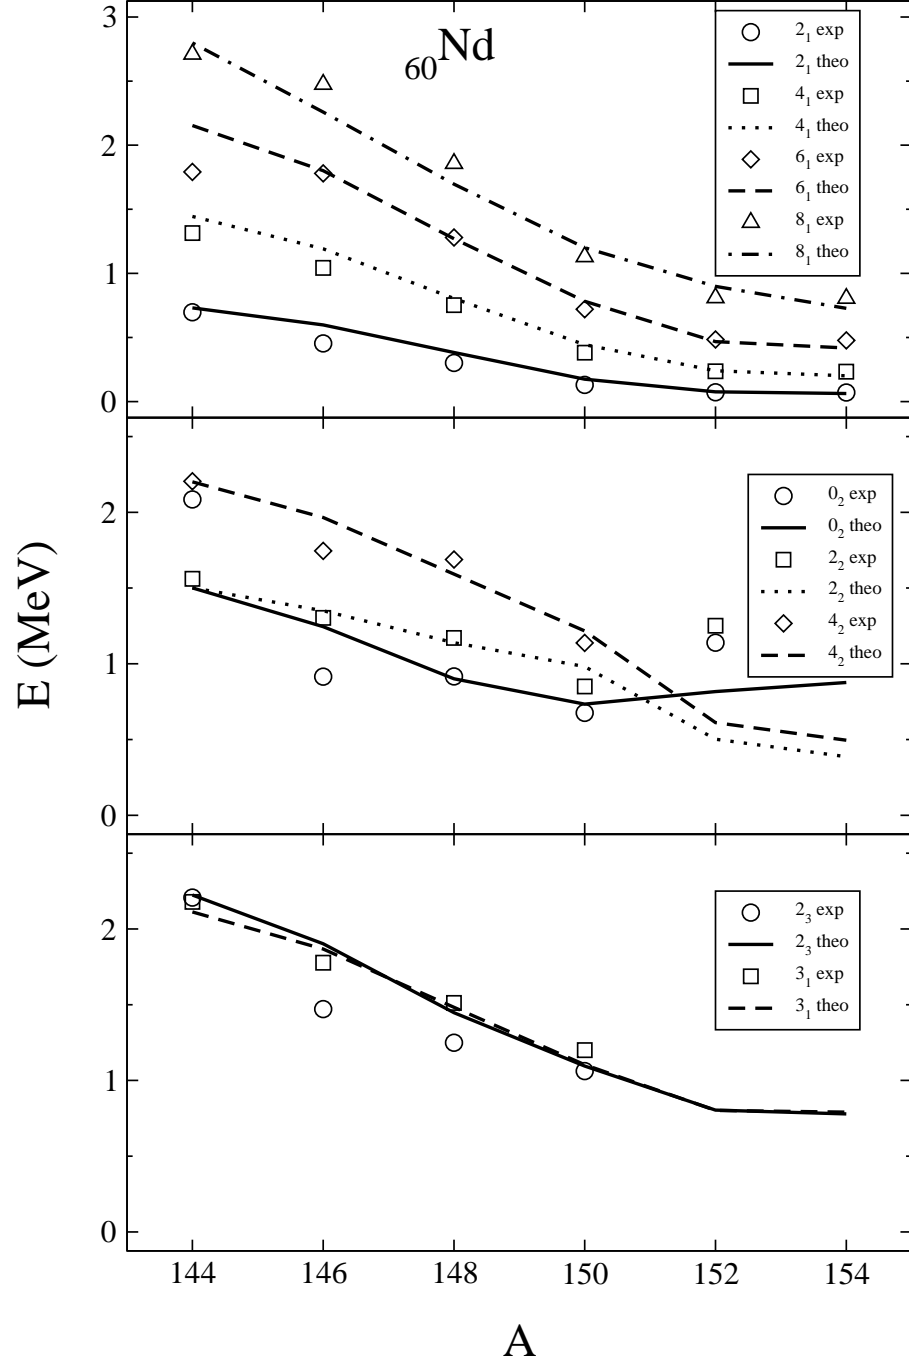 ₆₀Nd
3
2
1
0
2₁ exp
2₁ theo
4₁ exp
4₁ theo
6₁ exp
6₁ theo
8₁ exp
8₁ theo
E (MeV)
2
1
0
0₂ exp
0₂ theo
2₂ exp
2₂ theo
4₂ exp
4₂ theo
2
1
0
2₃ exp
2₃ theo
3₁ exp
3₁ theo
144 146 148 150 152 154
A